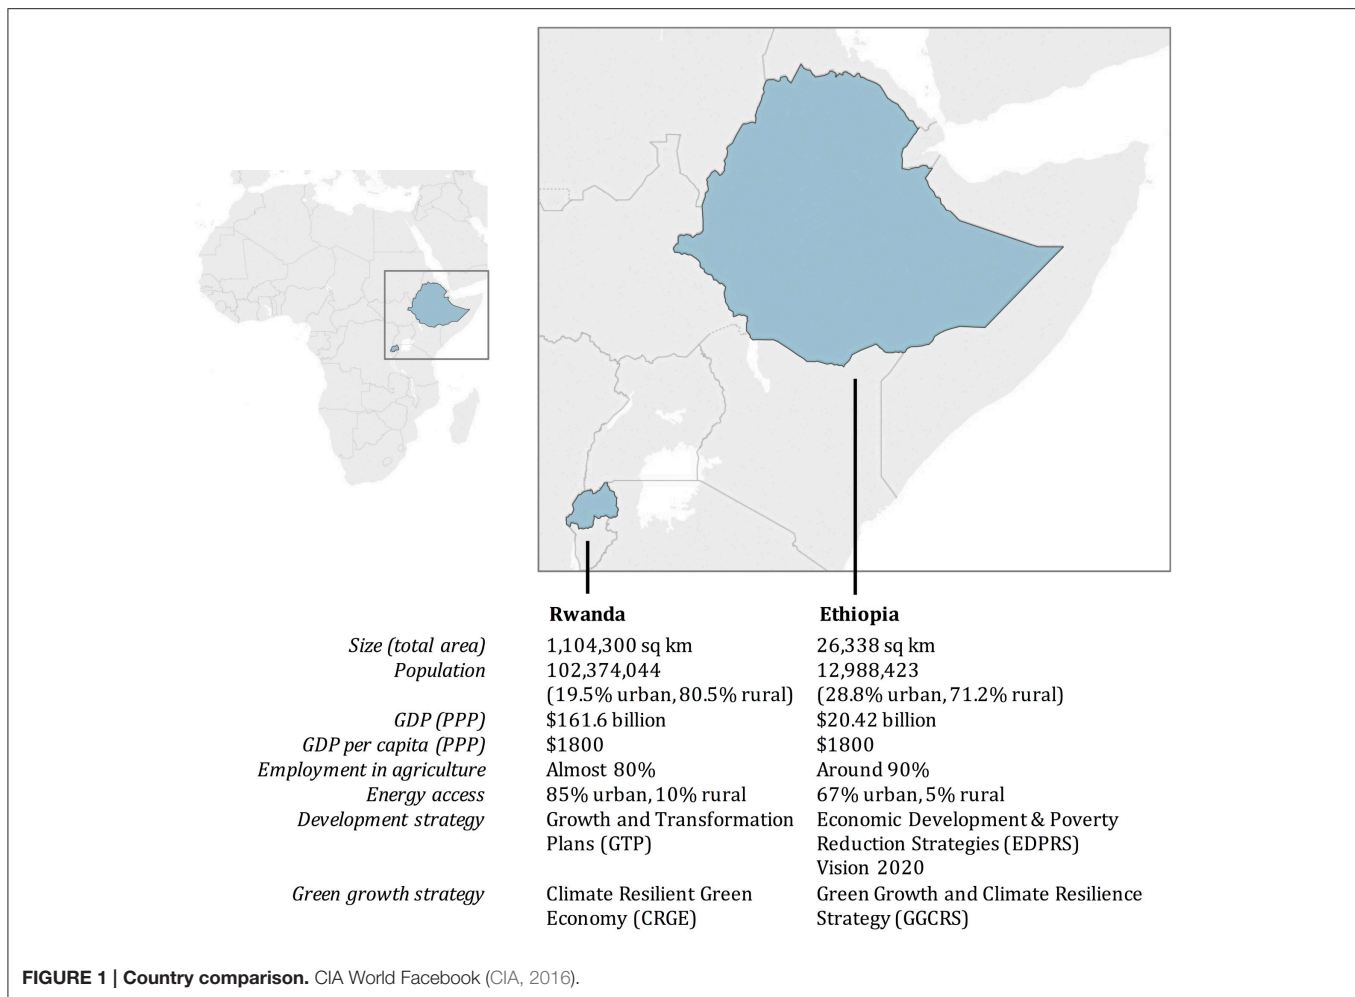 Rwanda Ethiopia
Size (total area) 1,104,300 sq km 26,338 sq km
Population 102,374,044 12,988,423
(19.5% urban, 80.5% rural) (28.8% urban, 71.2% rural)
GDP (PPP) $161.6 billion $20.42 billion
GDP per capita (PPP) $1800 $1800
Employment in agriculture Almost 80% Around 90%
Energy access 85% urban, 10% rural 67% urban, 5% rural
Development strategy Growth and Transformation Economic Development & Poverty
Plans (GTP) Reduction Strategies (EDPRS)
Vision 2020
Green growth strategy Climate Resilient Green Green Growth and Climate Resilience
Economy (CRGE) Strategy (GGCRS)
FIGURE 1 | Country comparison. CIA World Facebook (CIA, 2016).